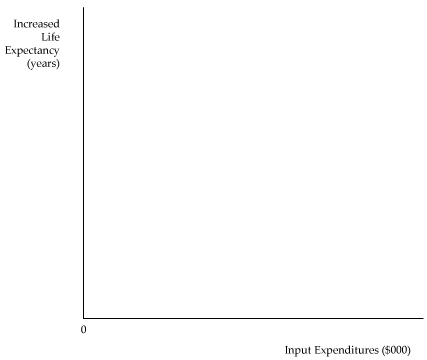 Increased
Life
Expectancy
(years)
0
Input Expenditures ($000)